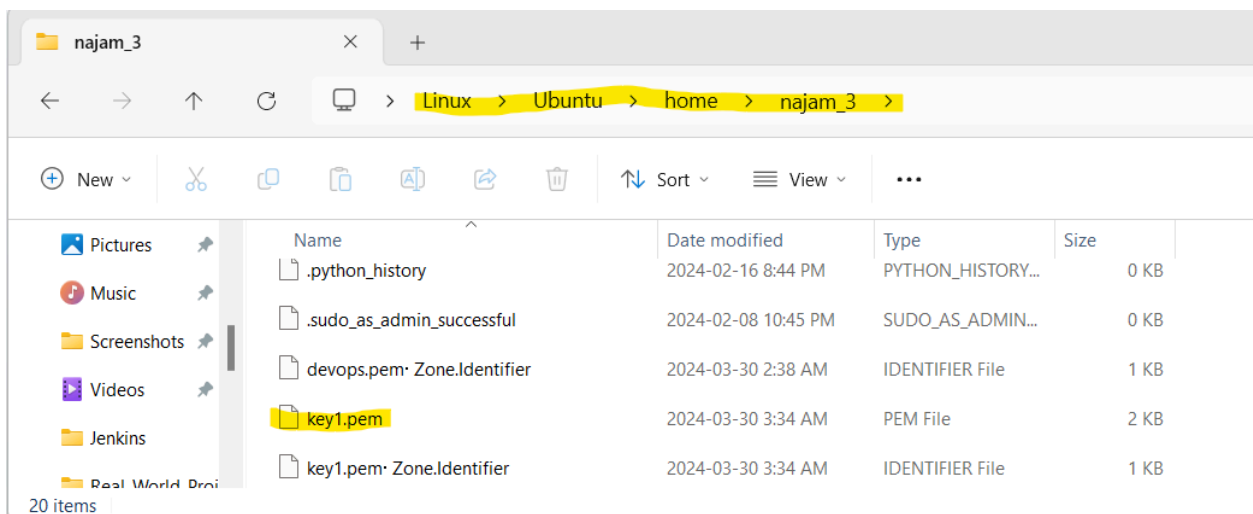 najam_3
Linux > Ubuntu > home > najam_3 >
New Sort View
Pictures
Music
Screenshots
Videos
Jenkins
Real_World_Proj
Name Date modified Type Size
.python_history 2024-02-16 8:44 PM PYTHON_HISTORY... 0 KB
.sudo_as_admin_successful 2024-02-08 10:45 PM SUDO_AS_ADMIN... 0 KB
devops.pem· Zone.Identifier 2024-03-30 2:38 AM IDENTIFIER File 1 KB
key1.pem 2024-03-30 3:34 AM PEM File 2 KB
key1.pem· Zone.Identifier 2024-03-30 3:34 AM IDENTIFIER File 1 KB
20 items